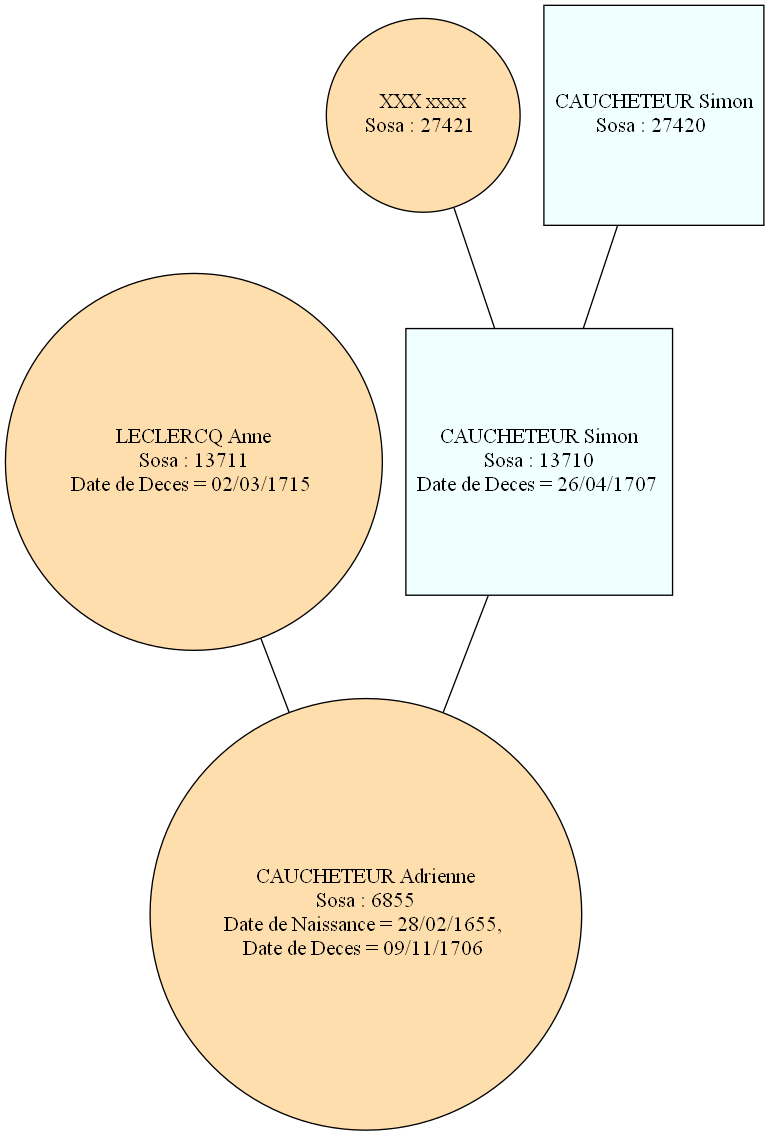 XXX xxxx
Sosa : 27421
CAUCHETEUR Simon
Sosa : 27420
LECLERCQ Anne
Sosa : 13711
Date de Deces = 02/03/1715
CAUCHETEUR Simon
Sosa : 13710
Date de Deces = 26/04/1707
CAUCHETEUR Adrienne
Sosa : 6855
Date de Naissance = 28/02/1655,
Date de Deces = 09/11/1706